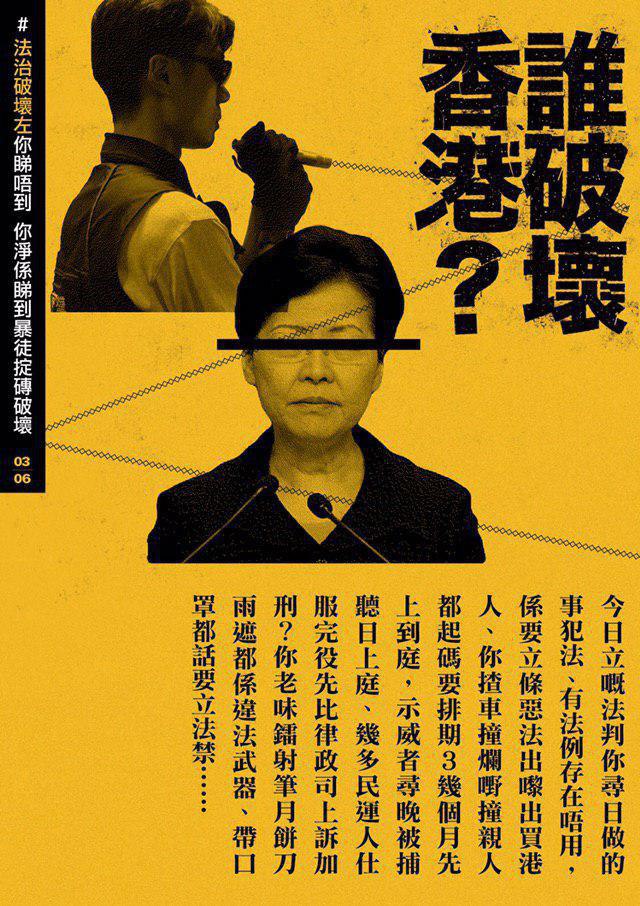 誰破壞
香港？
# 法治破壞左你睇唔到 你淨係睇到暴徒掟磚破壞
03
06
今日立嘅法判你尋日做的
事犯法、有法例存在唔用，
係要立條惡法出嚟出買港
人、你揸車撞爛嘢撞親人
都起碼要排期3幾個月先
上到庭，示威者尋晚被捕
聽日上庭、幾多民運人仕
服完役先比律政司上訴加
刑？你老味鐳射筆月餅刀
雨遮都係違法武器、帶口
罩都話要立法禁……